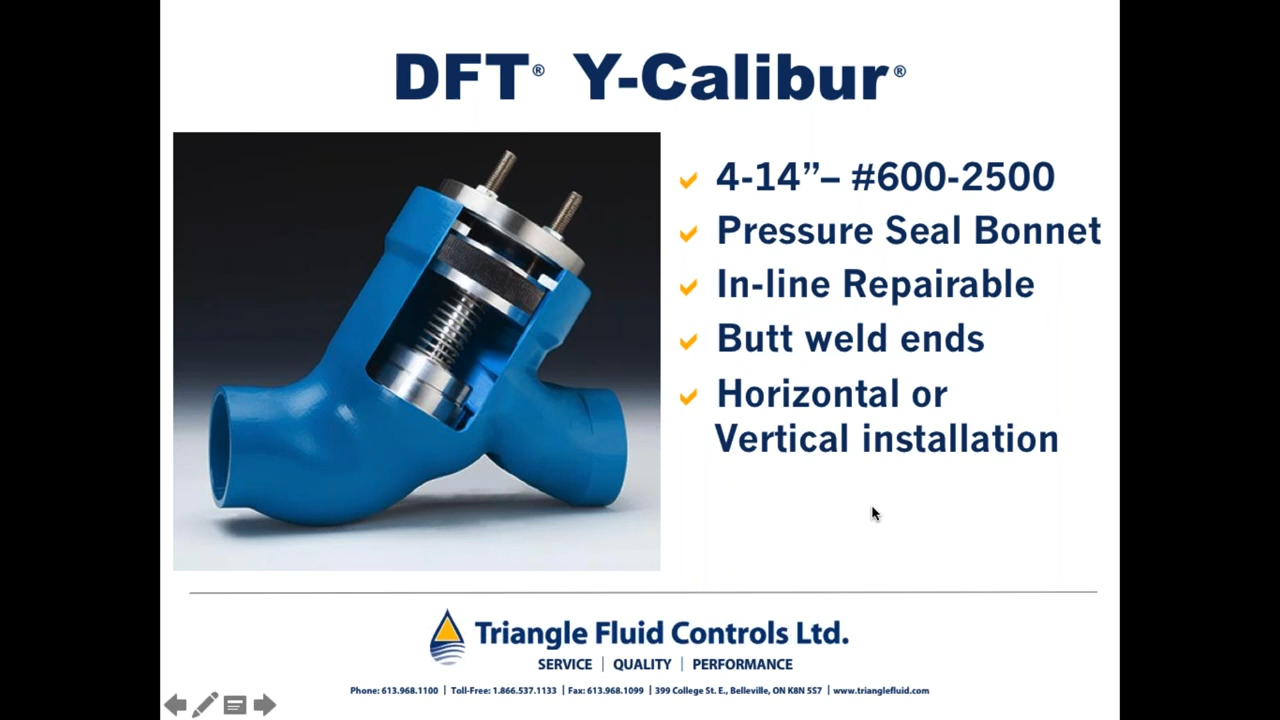 DFT® Y-Calibur®
4-14”– #600-2500
Pressure Seal Bonnet
In-line Repairable
Butt weld ends
Horizontal or
Vertical installation
Triangle Fluid Controls Ltd.
SERVICE | QUALITY | PERFORMANCE
Phone: 613.968.1100 | Toll-Free: 1.866.537.1133 | Fax: 613.968.1099 | 399 College St. E., Belleville, ON K8N 5S7 | www.trianglefluid.com